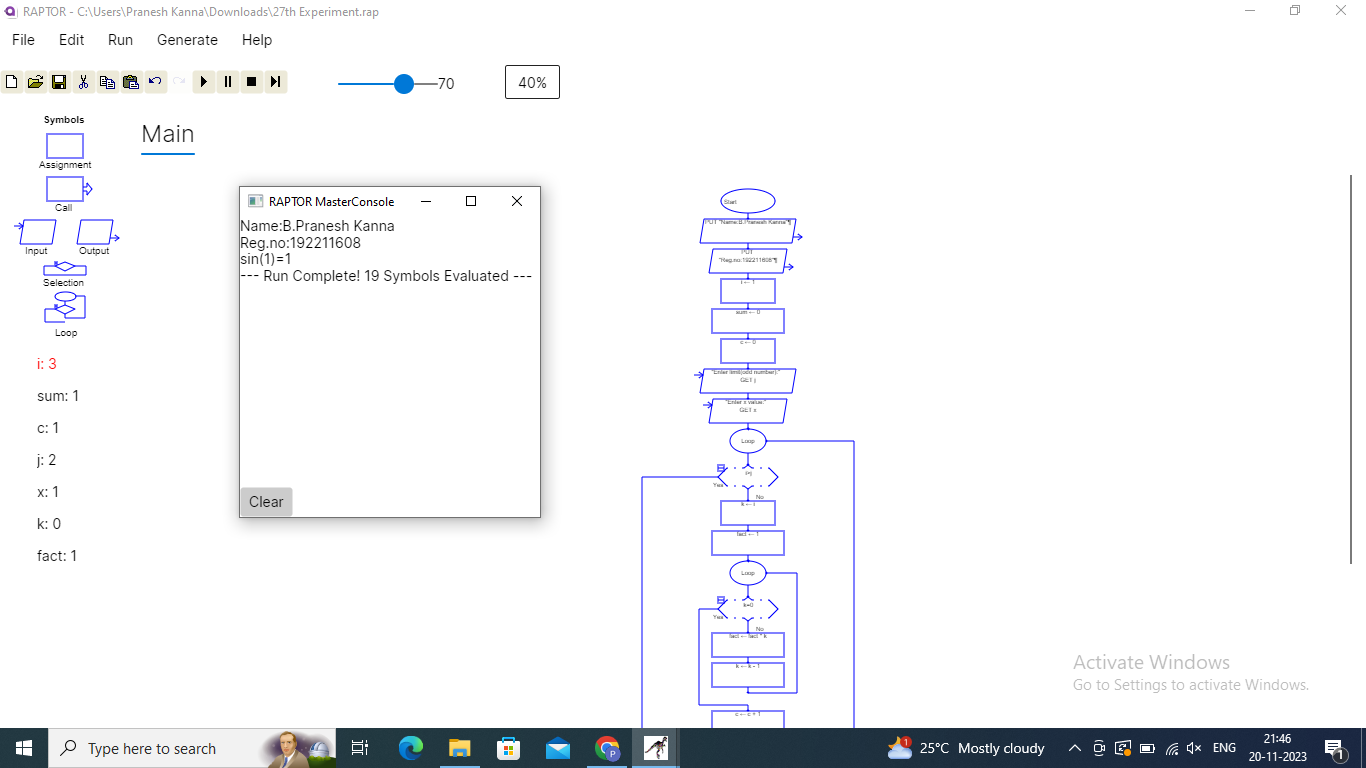 RAPTOR - C:\Users\Pranesh Kanna\Downloads\27th Experiment.rap
File Edit Run Generate Help
70
40%
Symbols
Assignment
Call
Input Output
Selection
Loop
i: 3
sum: 1
c: 1
j: 2
x: 1
k: 0
fact: 1
Main
RAPTOR MasterConsole
Name:B.Pranesh Kanna
Reg.no:192211608
sin(1)=1
--- Run Complete! 19 Symbols Evaluated ---
Clear
Start
PUT "Name:B.Pranesh Kanna"¶
PUT
"Reg.no:192211608"¶
i ← 1
sum ← 0
c ← 0
"Enter limit(odd number):"
GET j
"Enter x value:"
GET x
Loop
Yes
No
k ← i
fact ← 1
Loop
k=0
Yes
No
fact ← fact * k
k ← k - 1
c ← c + 1
Activate Windows
Go to Settings to activate Windows.
Type here to search
1
25°C Mostly cloudy
ENG
21:46
20-11-2023
1